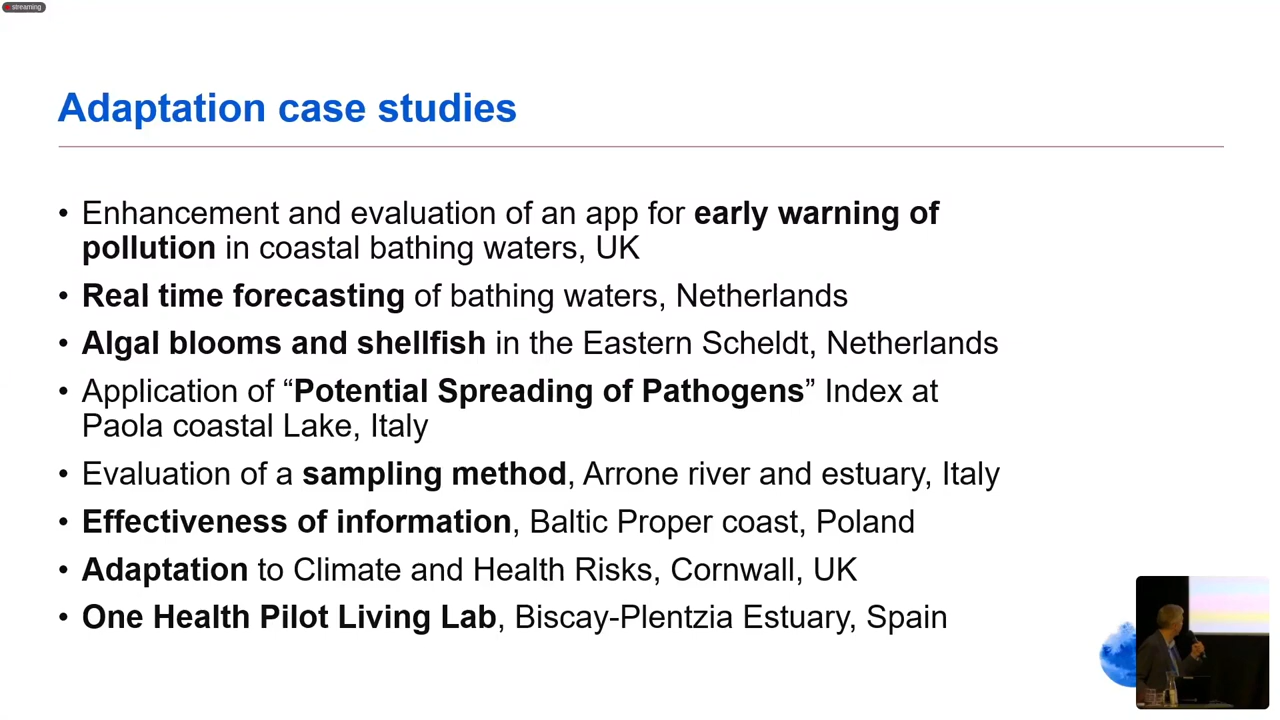 streaming
Adaptation case studies
• Enhancement and evaluation of an app for early warning of
pollution in coastal bathing waters, UK
• Real time forecasting of bathing waters, Netherlands
• Algal blooms and shellfish in the Eastern Scheldt, Netherlands
• Application of “Potential Spreading of Pathogens” Index at
Paola coastal Lake, Italy
• Evaluation of a sampling method, Arrone river and estuary, Italy
• Effectiveness of information, Baltic Proper coast, Poland
• Adaptation to Climate and Health Risks, Cornwall, UK
• One Health Pilot Living Lab, Biscay-Plentzia Estuary, Spain